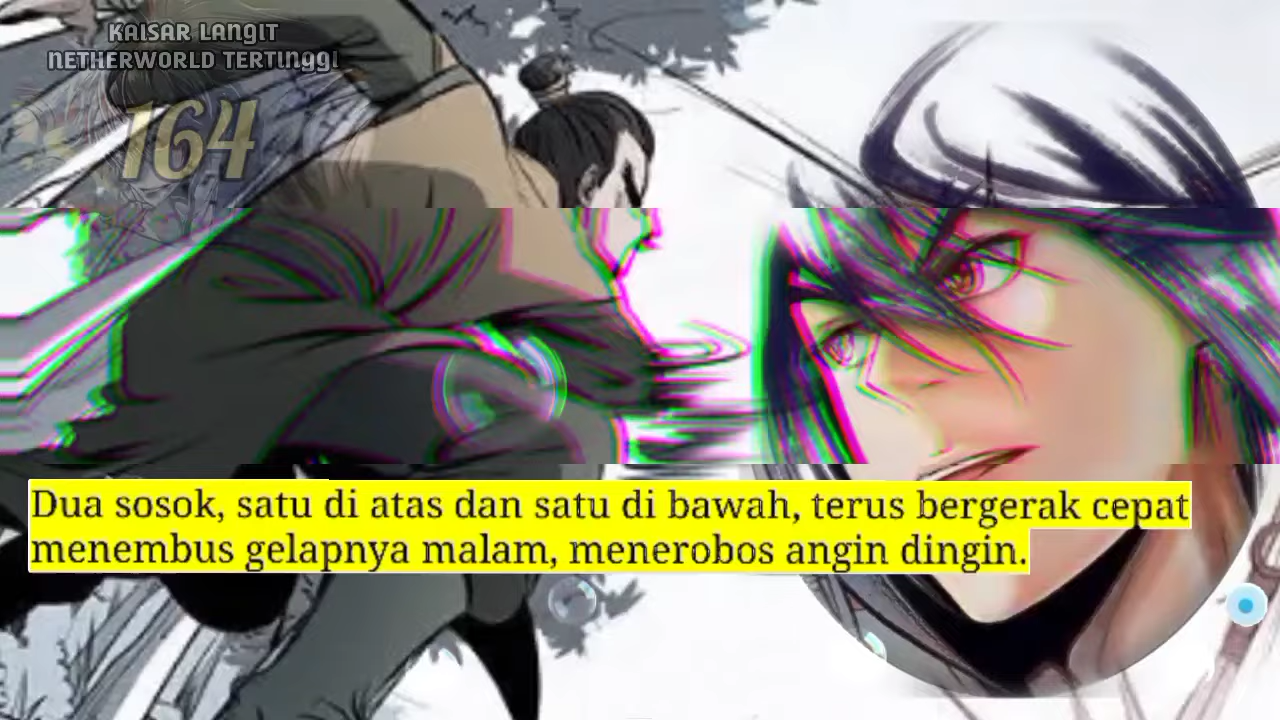 KAISAR LANGIT
NETHERWORLD TERTINGGI
164
Dua sosok, satu di atas dan satu di bawah, terus bergerak cepat
menembus gelapnya malam, menerobos angin dingin.